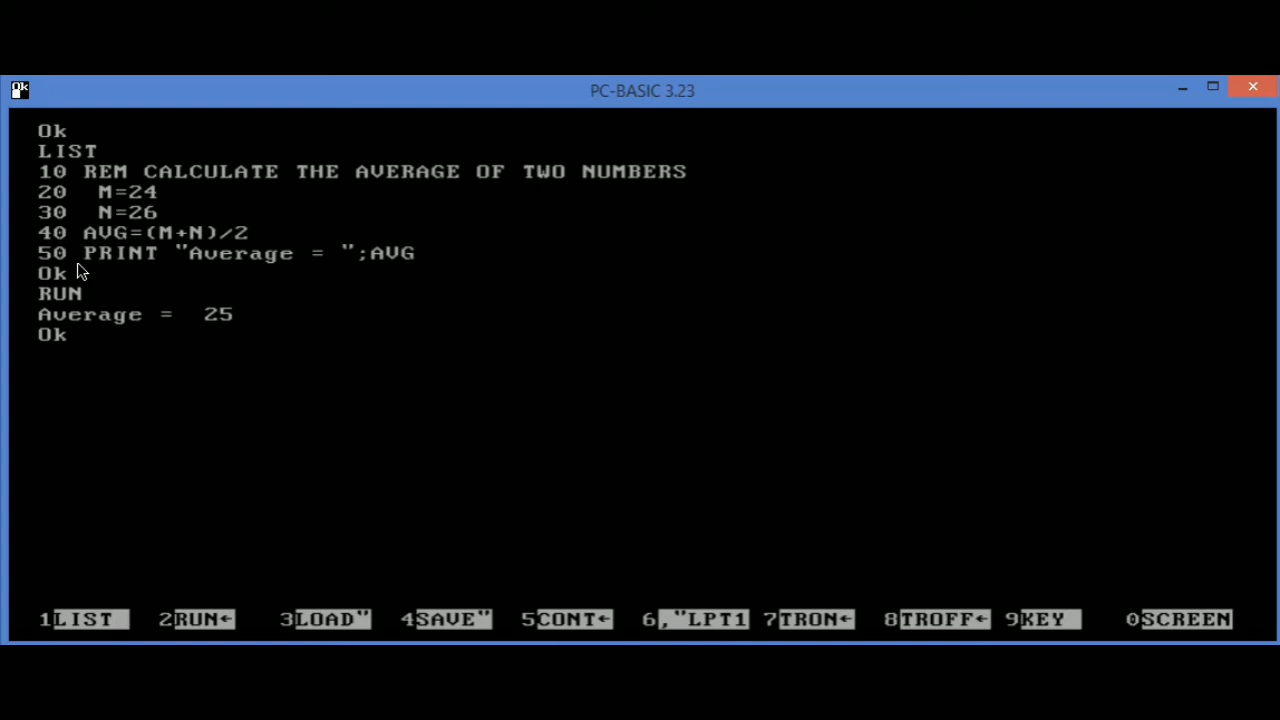 Ok
PC-BASIC 3.23
Ok
LIST
10 REM CALCULATE THE AVERAGE OF TWO NUMBERS
20  M=24
30  N=26
40 AVG=(M+N)/2
50 PRINT "Average = ";AVG
Ok
RUN
Average =  25
Ok
1LIST 2RUN← 3LOAD" 4SAVE" 5CONT← 6,"LPT1 7TRON← 8TROFF← 9KEY 0SCREEN